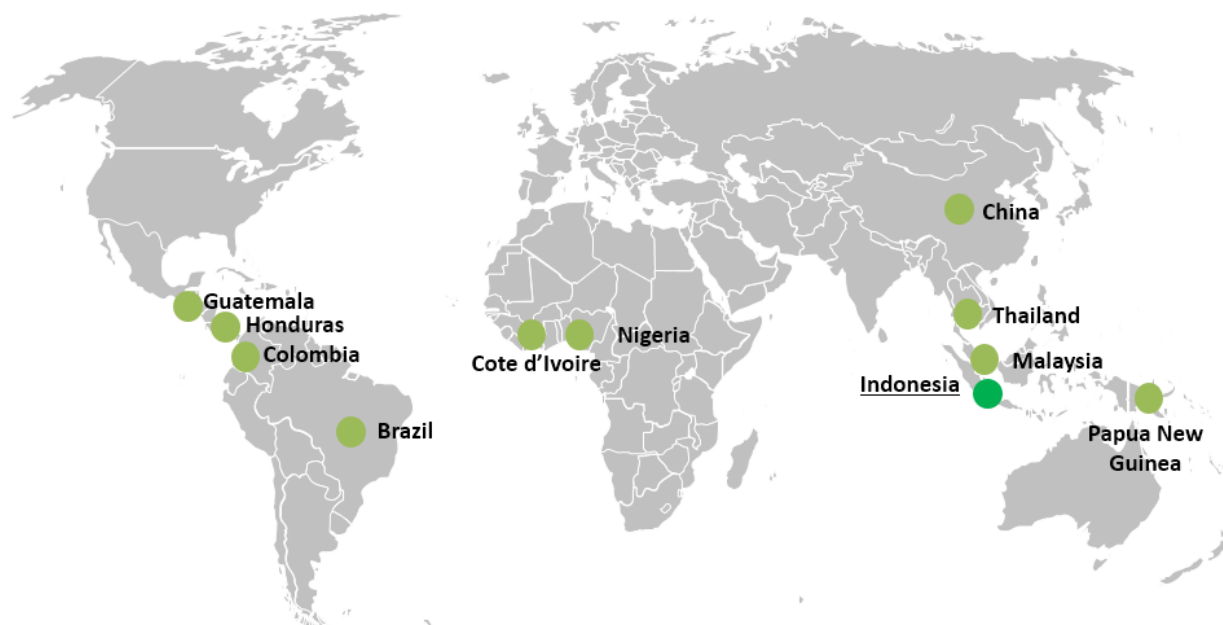 China
Guatemala
Honduras
Thailand
Nigeria
Colombia
Cote d’Ivoire
Malaysia
Indonesia
Brazil
Papua New
Guinea